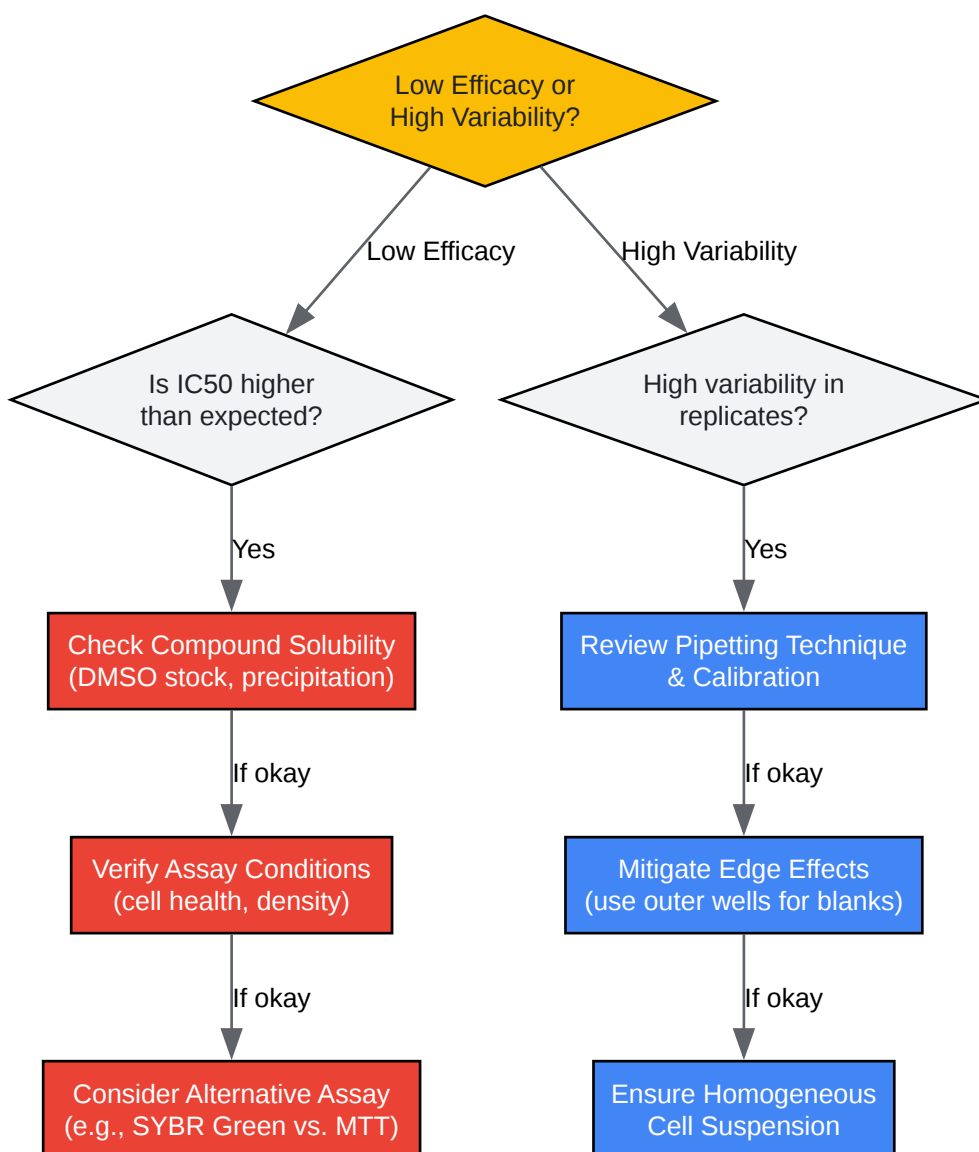 Low Efficacy or
High Variability?
Low Efficacy
High Variability
Is IC50 higher
than expected?
High variability in
replicates?
Yes
Yes
Check Compound Solubility
(DMSO stock, precipitation)
Review Pipetting Technique
& Calibration
If okay
If okay
Verify Assay Conditions
(cell health, density)
Mitigate Edge Effects
(use outer wells for blanks)
If okay
If okay
Consider Alternative Assay
(e.g., SYBR Green vs. MTT)
Ensure Homogeneous
Cell Suspension